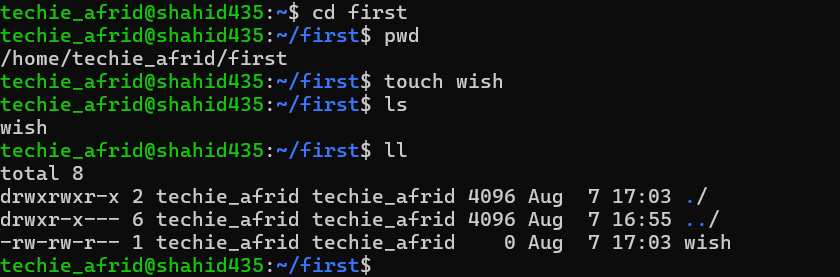 techie_afrid@shahid435:~$ cd first
techie_afrid@shahid435:~/first$ pwd
/home/techie_afrid/first
techie_afrid@shahid435:~/first$ touch wish
techie_afrid@shahid435:~/first$ ls
wish
techie_afrid@shahid435:~/first$ ll
total 8
drwxrwxr-x 2 techie_afrid techie_afrid 4096 Aug  7 17:03 ./
drwxr-x--- 6 techie_afrid techie_afrid 4096 Aug  7 16:55 ../
-rw-rw-r-- 1 techie_afrid techie_afrid    0 Aug  7 17:03 wish
techie_afrid@shahid435:~/first$